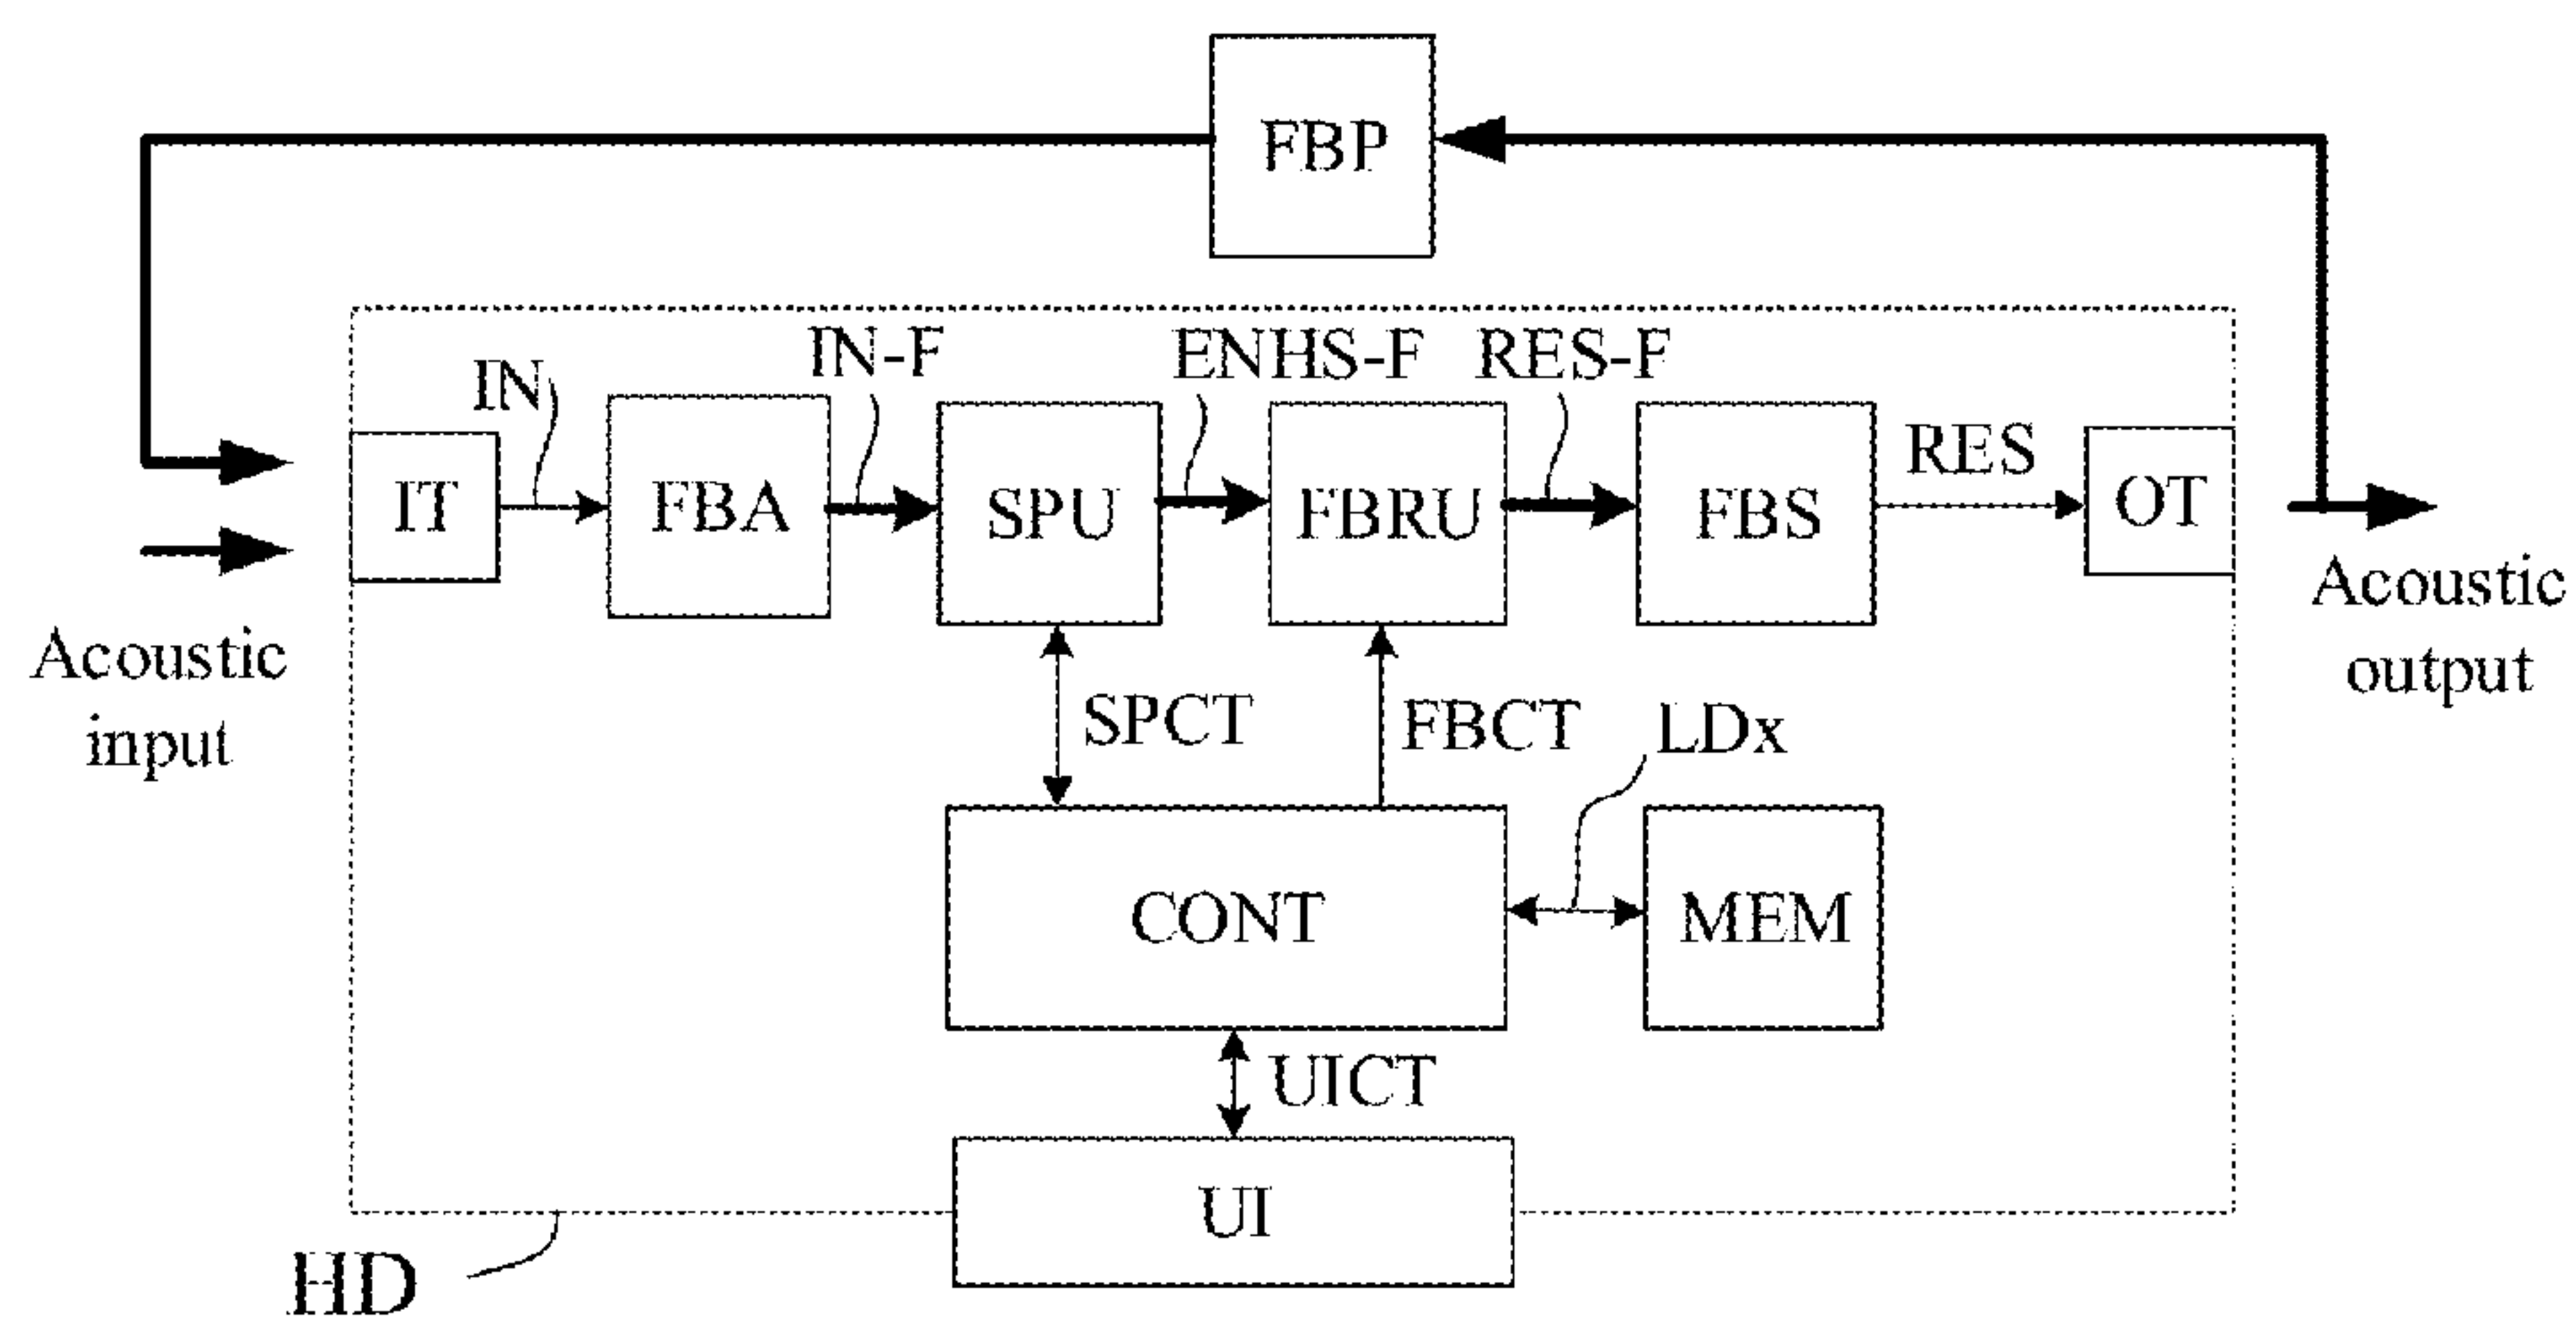 FBP
IN
IN-F
ENHS-F
RES-F
RES
IT
FBA
SPU
FBRU
FBS
OT
Acoustic
input
Acoustic
output
SPCT
FBCT
LDx
CONT
MEM
UICT
UI
HD